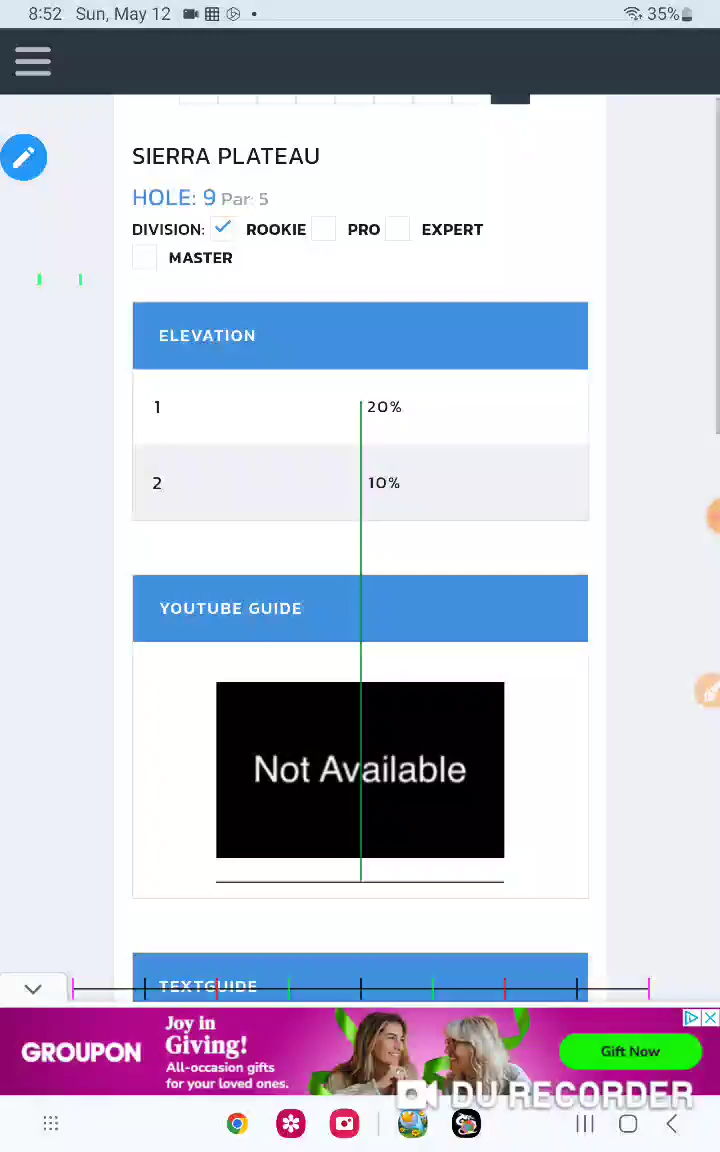 8:52 Sun, May 12 35%
SIERRA PLATEAU
HOLE: 9 Par: 5
DIVISION: ROOKIE PRO EXPERT
MASTER
ELEVATION
1 20%
2 10%
YOUTUBE GUIDE
Not Available
TEXTGUIDE
GROUPON
Joy in
Giving!
All-occasion gifts
for your loved ones.
Gift Now
DU RECORDER